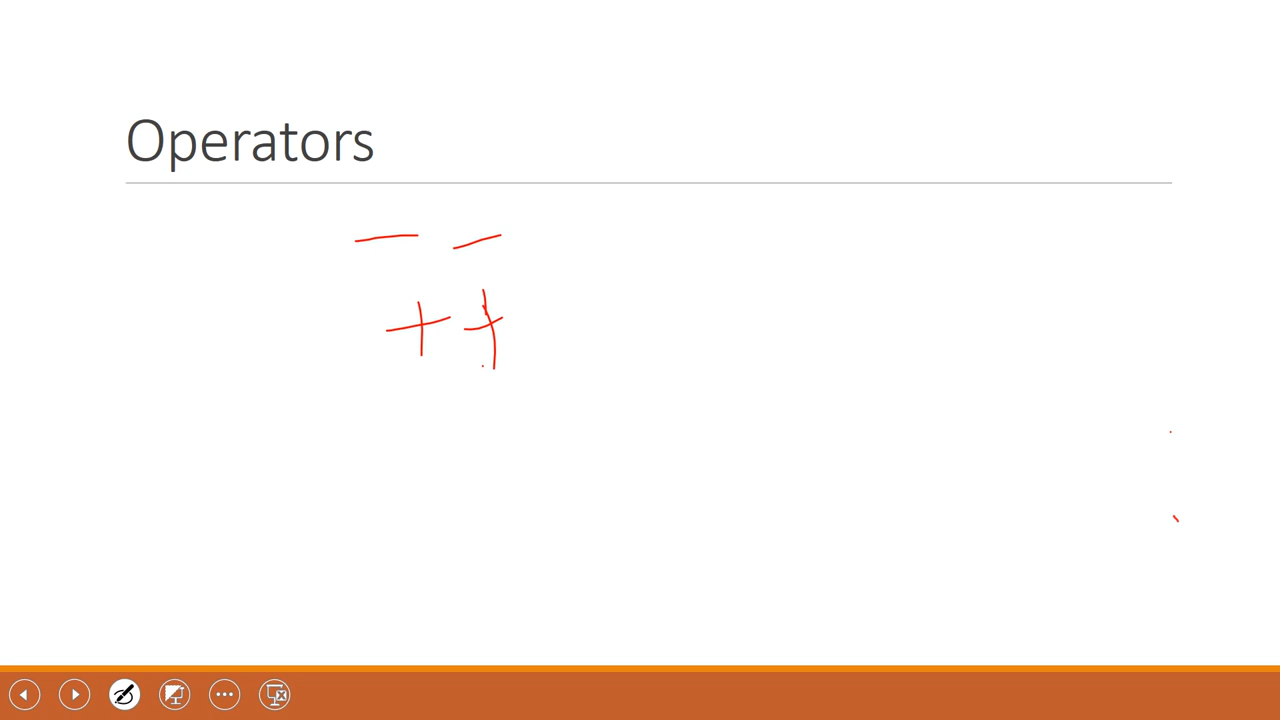 Operators
- -
+ +